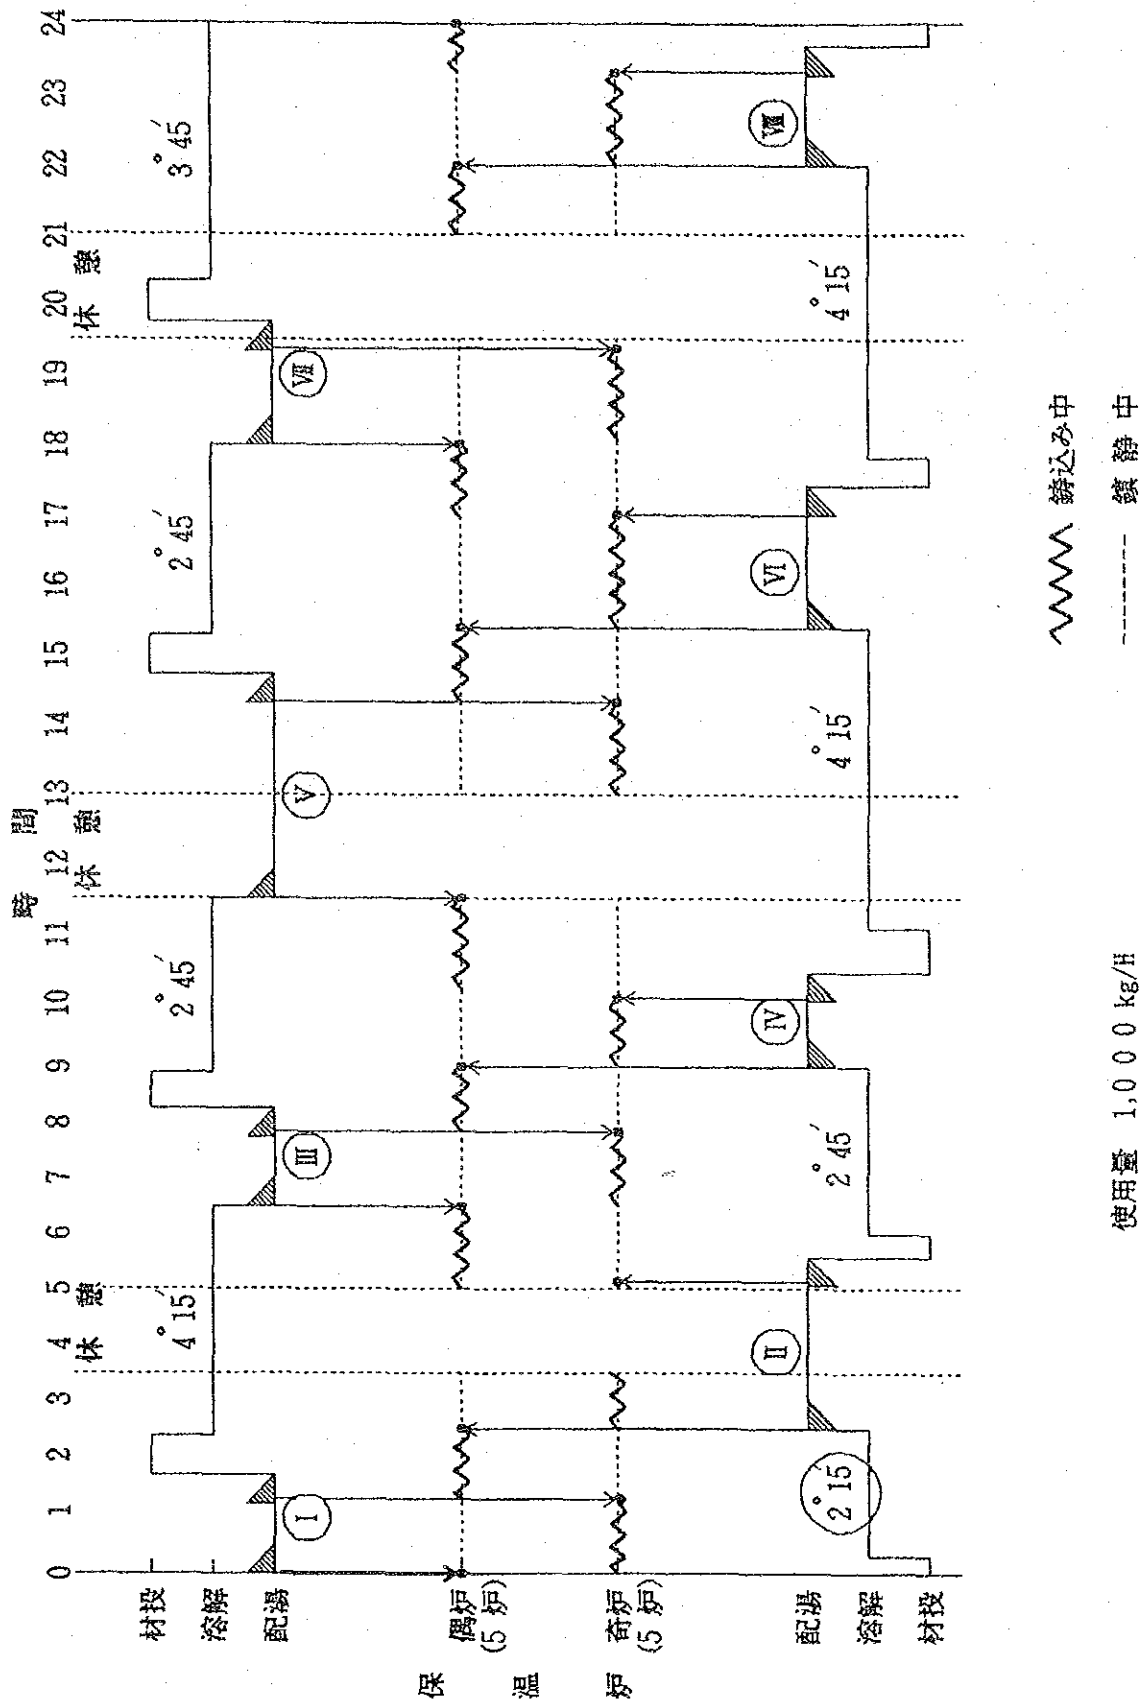 時間
0 1 2 3 4 5 6 7 8 9 10 11 12 13 14 15 16 17 18 19 20 21 22 23 24
休憩 休憩 休憩
材投
溶解
配湯
4°15′ 2°45′ 2°45′ 3°45′
Ⅰ Ⅲ Ⅴ Ⅶ
保温炉
偶炉
(5炉)
奇炉
(5炉)
Ⅱ Ⅳ Ⅵ Ⅷ
2°15′ 2°45′ 4°15′ 4°15′
配湯
溶解
材投
鋳込み中
鎮静中
使用量 1,000kg/H